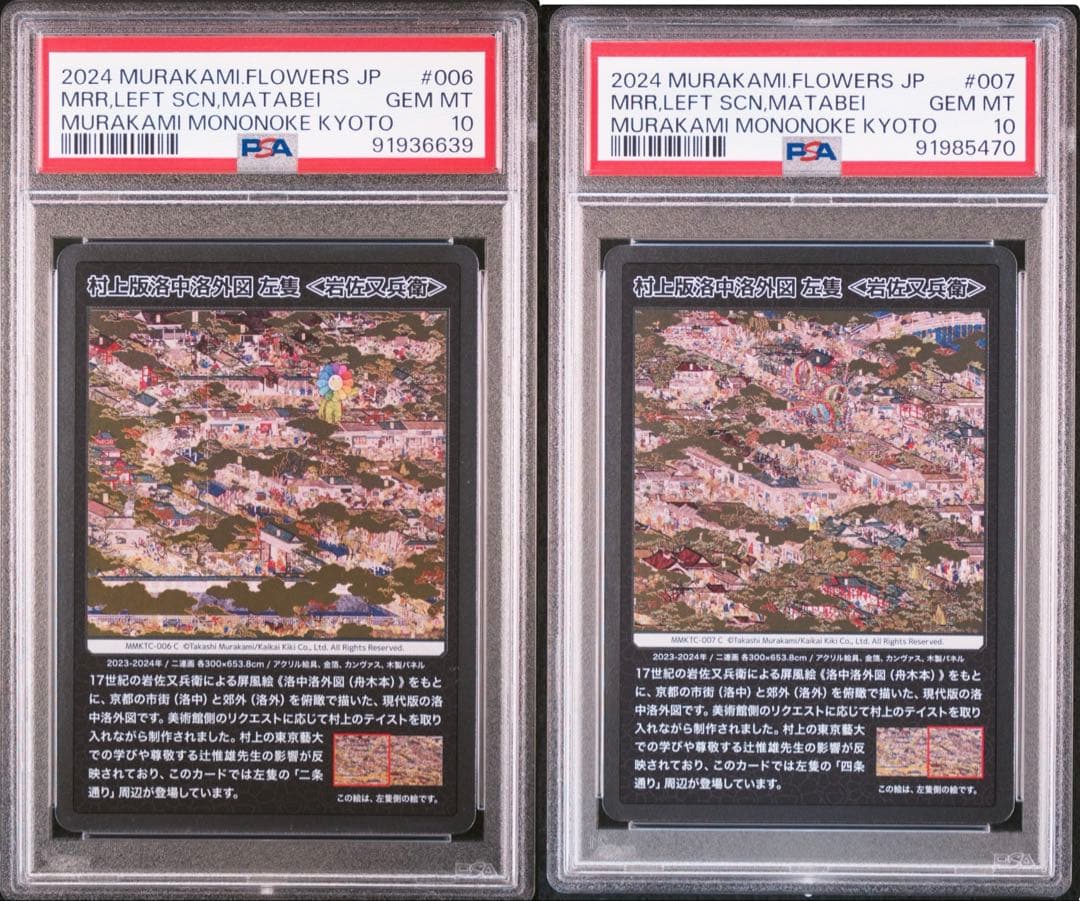 2024 MURAKAMI.FLOWERS JP #006
MRR,LEFT SCN,MATABEI GEM MT
MURAKAMI MONONOKE KYOTO 10
PSA 91936639
村上版洛中洛外図 左隻 <岩佐又兵衛>
MMKTC-006 C ©Takashi Murakami/Kaikai Kiki Co., Ltd. All Rights Reserved.
2023-2024年 / 二連画 各300×653.8cm / アクリル絵具、金箔、カンヴァス、木製パネル
17世紀の岩佐又兵衛による屏風絵《洛中洛外図(舟木本)》をもと
に、京都の市街(洛中)と郊外(洛外)を俯瞰で描いた、現代版の洛
中洛外図です。美術館側のリクエストに応じて村上のテイストを取り
入れながら制作されました。村上の東京藝大
での学びや尊敬する辻惟雄先生の影響が反
映されており、このカードでは左隻の「二条
通り」周辺が登場しています。
この絵は、左隻側の絵です。
PSA
2024 MURAKAMI.FLOWERS JP #007
MRR,LEFT SCN,MATABEI GEM MT
MURAKAMI MONONOKE KYOTO 10
PSA 91985470
村上版洛中洛外図 左隻 <岩佐又兵衛>
MMKTC-007 C ©Takashi Murakami/Kaikai Kiki Co., Ltd. All Rights Reserved.
2023-2024年 / 二連画 各300×653.8cm / アクリル絵具、金箔、カンヴァス、木製パネル
17世紀の岩佐又兵衛による屏風絵《洛中洛外図(舟木本)》をもと
に、京都の市街(洛中)と郊外(洛外)を俯瞰で描いた、現代版の洛
中洛外図です。美術館側のリクエストに応じて村上のテイストを取り
入れながら制作されました。村上の東京藝大
での学びや尊敬する辻惟雄先生の影響が反
映されており、このカードでは左隻の「四条
通り」周辺が登場しています。
この絵は、左隻側の絵です。
PSA